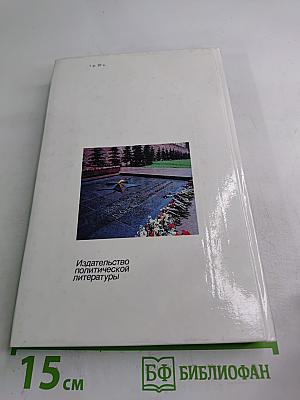 Издательство
политической
литературы
15 см
БФ БИБЛИОФАН